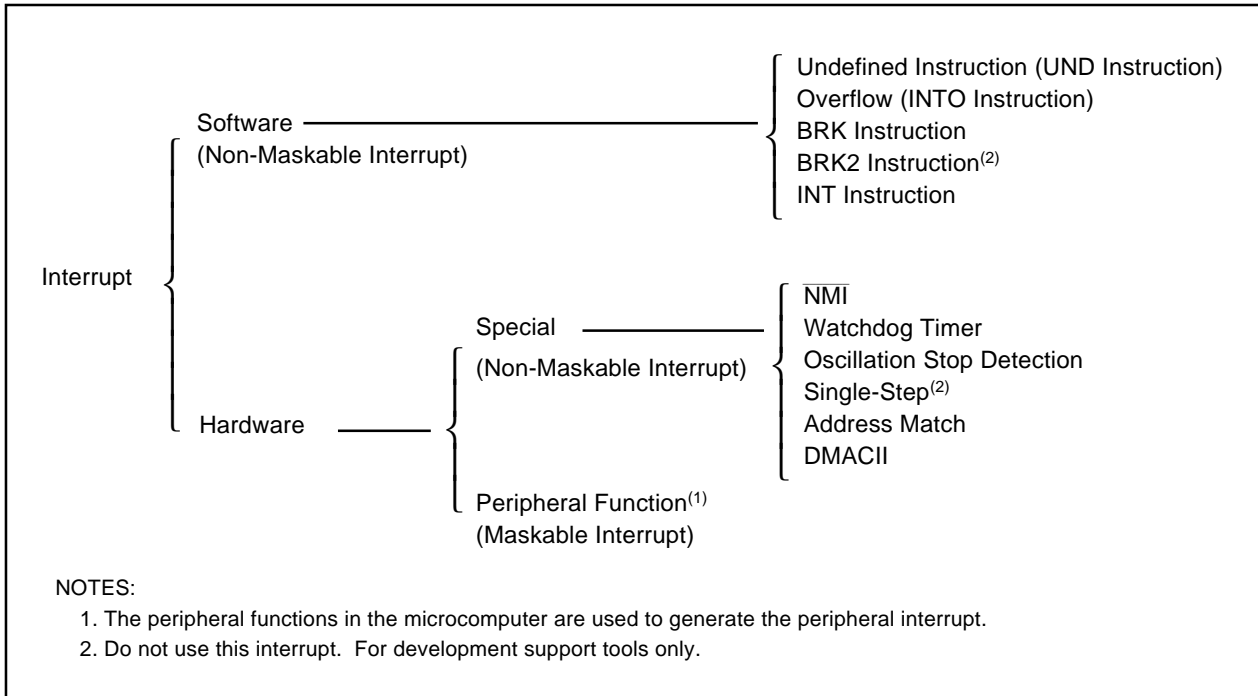 Undefined Instruction (UND Instruction)
Overflow (INTO Instruction)
BRK Instruction
BRK2 Instruction(2)
INT Instruction
Software
(Non-Maskable Interrupt)
Interrupt
Hardware
Special
(Non-Maskable Interrupt)
NMI
Watchdog Timer
Oscillation Stop Detection
Single-Step(2)
Address Match
DMACII
Peripheral Function(1)
(Maskable Interrupt)
NOTES:
1. The peripheral functions in the microcomputer are used to generate the peripheral interrupt.
2. Do not use this interrupt.  For development support tools only.